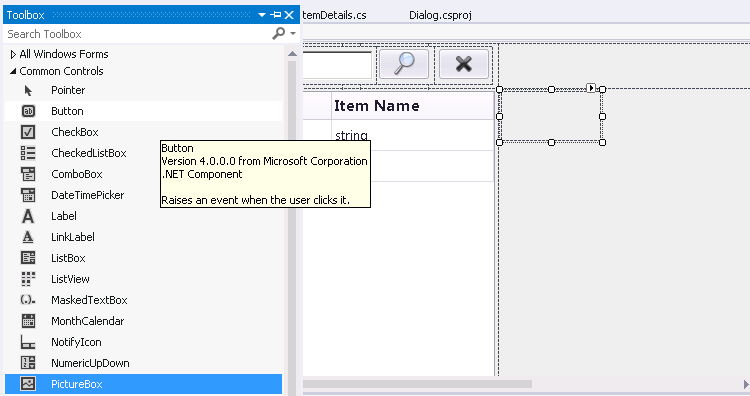 Toolbox
temDetails.cs
Dialog.csproj
Search Toolbox
All Windows Forms
Common Controls
Pointer
Button
CheckBox
CheckedListBox
ComboBox
DateTimePicker
Label
LinkLabel
ListBox
ListView
MaskedTextBox
MonthCalendar
NotifyIcon
NumericUpDown
PictureBox
Button
Version 4.0.0.0 from Microsoft Corporation
.NET Component
Raises an event when the user clicks it.
Item Name
string